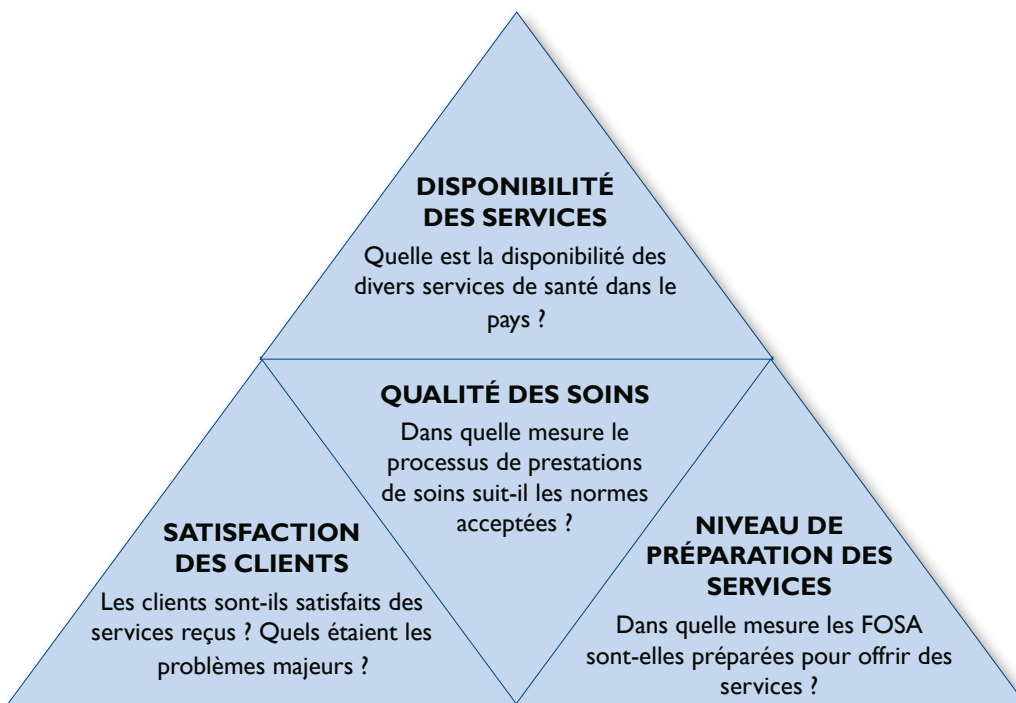 DISPONIBILITÉ
DES SERVICES
Quelle est la disponibilité des
divers services de santé dans le
pays ?
QUALITÉ DES SOINS
Dans quelle mesure le
processus de prestations
de soins suit-il les normes
acceptées ?
SATISFACTION
DES CLIENTS
Les clients sont-ils satisfaits des
services reçus ? Quels étaient les
problèmes majeurs ?
NIVEAU DE
PRÉPARATION DES
SERVICES
Dans quelle mesure les FOSA
sont-elles préparées pour offrir des
services ?